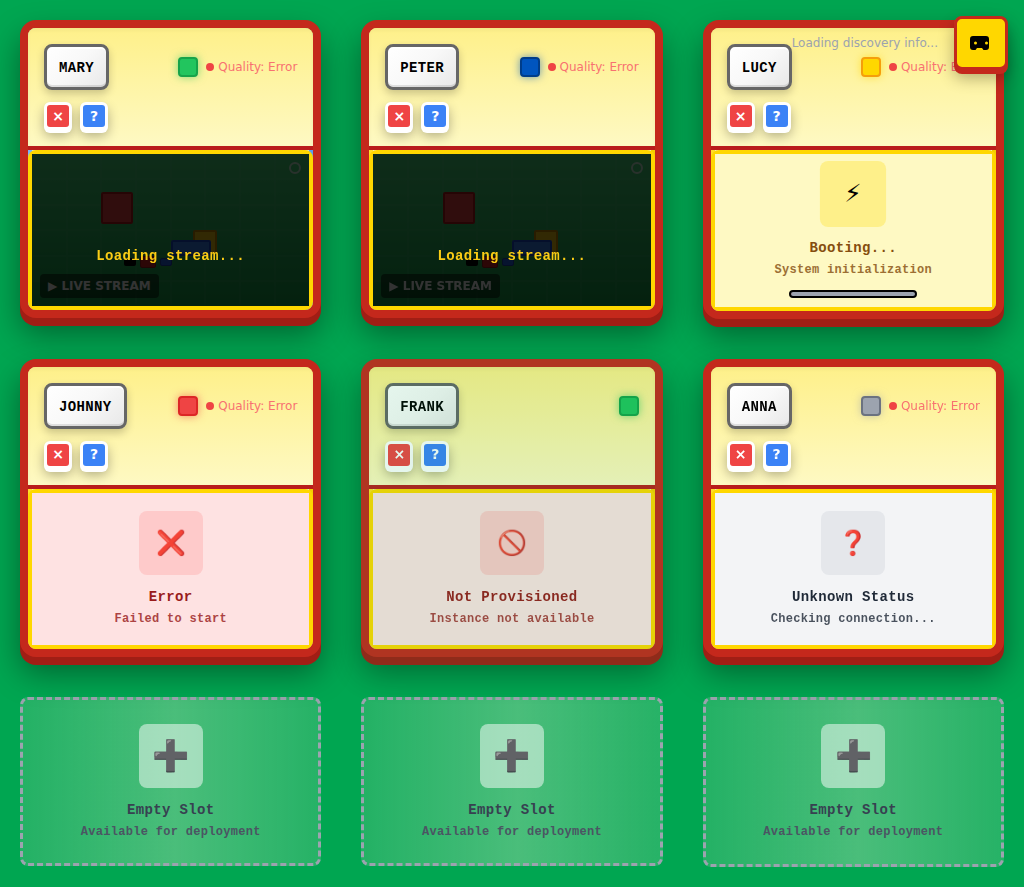 Loading discovery info...
MARY
Quality: Error
×
?
Loading stream...
▶ LIVE STREAM
PETER
Quality: Error
×
?
Loading stream...
▶ LIVE STREAM
LUCY
Quality: E
×
?
Booting...
System initialization
JOHNNY
Quality: Error
×
?
Error
Failed to start
FRANK
×
?
Not Provisioned
Instance not available
ANNA
Quality: Error
×
?
Unknown Status
Checking connection...
Empty Slot
Available for deployment
Empty Slot
Available for deployment
Empty Slot
Available for deployment